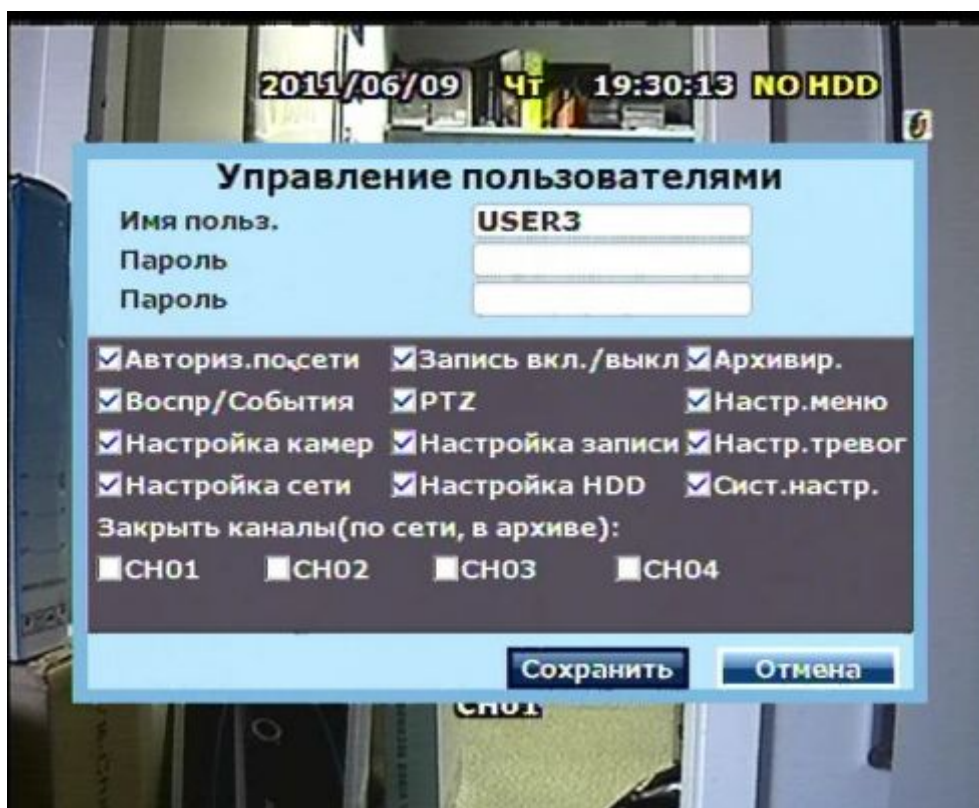 2011/06/09 Чт 19:30:13 NO HDD
Управление пользователями
Имя польз. USER3
Пароль
Пароль
Авториз.по сети Запись вкл./выкл Архивир.
Воспр/События PTZ Настр.меню
Настройка камер Настройка записи Настр.тревог
Настройка сети Настройка HDD Сист.настр.
Закрыть каналы(по сети, в архиве):
CH01 CH02 CH03 CH04
Сохранить Отмена
CH01